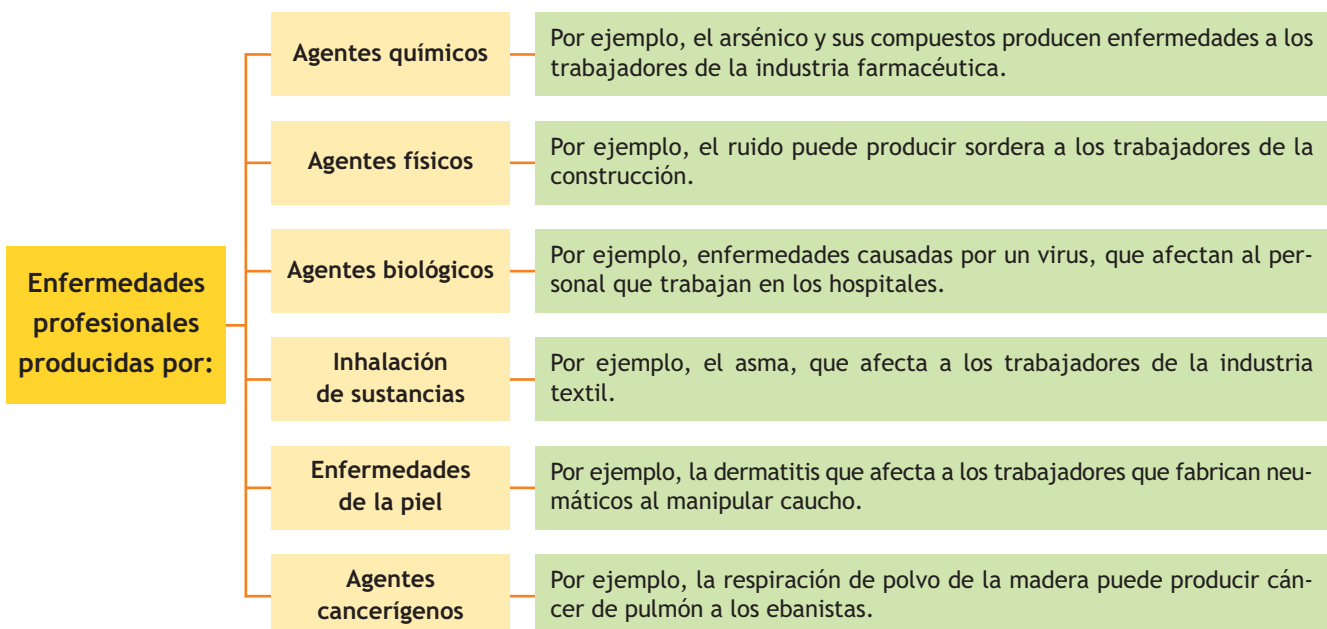 Enfermedades
profesionales
producidas por:
Agentes químicos
Por ejemplo, el arsénico y sus compuestos producen enfermedades a los
trabajadores de la industria farmacéutica.
Agentes físicos
Por ejemplo, el ruido puede producir sordera a los trabajadores de la
construcción.
Agentes biológicos
Por ejemplo, enfermedades causadas por un virus, que afectan al per-
sonal que trabajan en los hospitales.
Inhalación
de sustancias
Por ejemplo, el asma, que afecta a los trabajadores de la industria
textil.
Enfermedades
de la piel
Por ejemplo, la dermatitis que afecta a los trabajadores que fabrican neu-
máticos al manipular caucho.
Agentes
cancerígenos
Por ejemplo, la respiración de polvo de la madera puede producir cán-
cer de pulmón a los ebanistas.